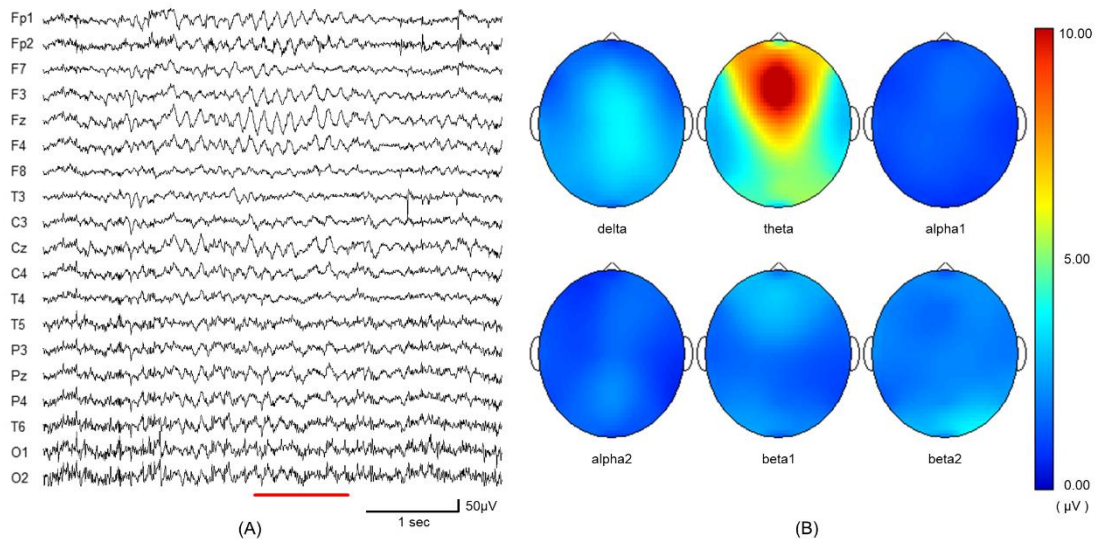 Fp1
Fp2
F7
F3
Fz
F4
F8
T3
C3
Cz
C4
T4
T5
P3
Pz
P4
T6
O1
O2
50μV
1 sec
(A)
delta
theta
alpha1
alpha2
beta1
beta2
10.00
5.00
0.00
( μV )
(B)